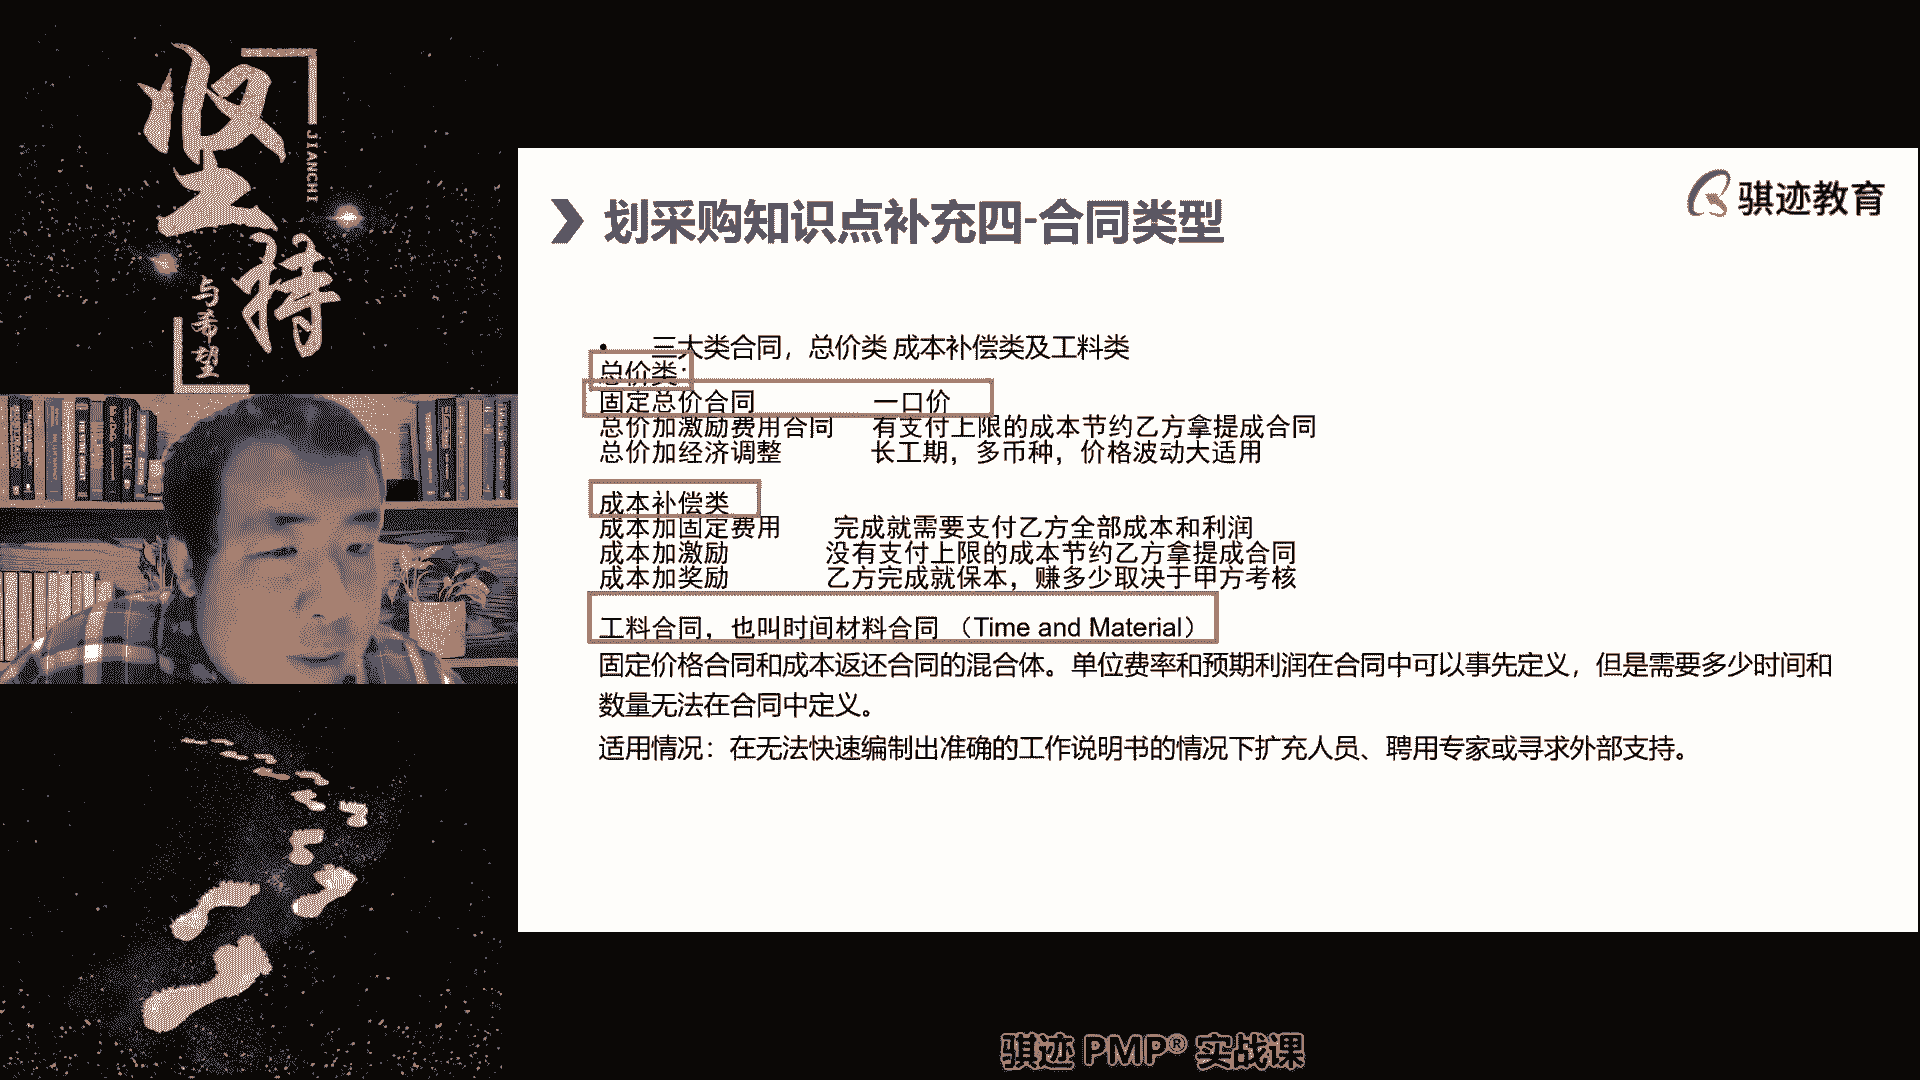 坚持
JIANCHI
与希望
骐迹教育
划采购知识点补充四-合同类型
• 三大类合同，总价类 成本补偿类及工料类
总价类：
固定总价合同 一口价
总价加激励费用合同 有支付上限的成本节约乙方拿提成合同
总价加经济调整 长工期，多币种，价格波动大适用
成本补偿类
成本加固定费用 完成就需要支付乙方全部成本和利润
成本加激励 没有支付上限的成本节约乙方拿提成合同
成本加奖励 乙方完成就保本，赚多少取决于甲方考核
工料合同，也叫时间材料合同 （Time and Material）
固定价格合同和成本返还合同的混合体。单位费率和预期利润在合同中可以事先定义，但是需要多少时间和
数量无法在合同中定义。
适用情况：在无法快速编制出准确的工作说明书的情况下扩充人员、聘用专家或寻求外部支持。
骐迹 PMP® 实战课